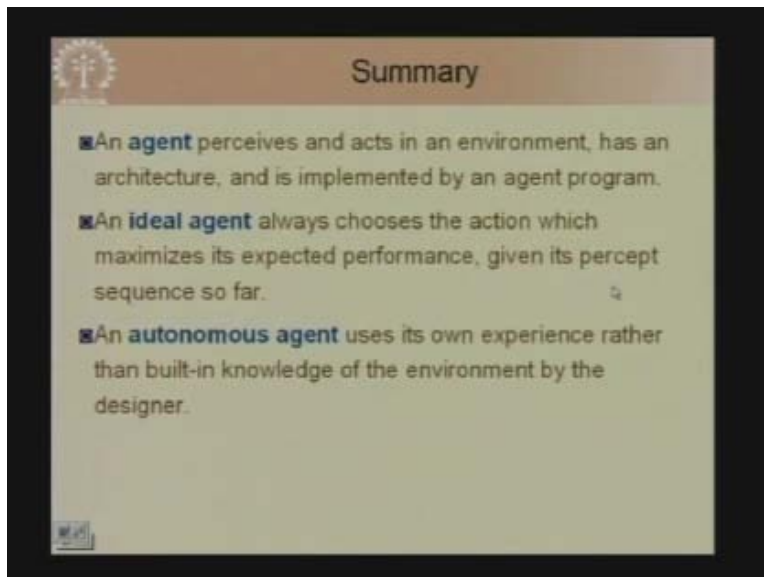 Summary
An agent perceives and acts in an environment, has an
architecture, and is implemented by an agent program.
An ideal agent always chooses the action which
maximizes its expected performance, given its percept
sequence so far.
An autonomous agent uses its own experience rather
than built-in knowledge of the environment by the
designer.